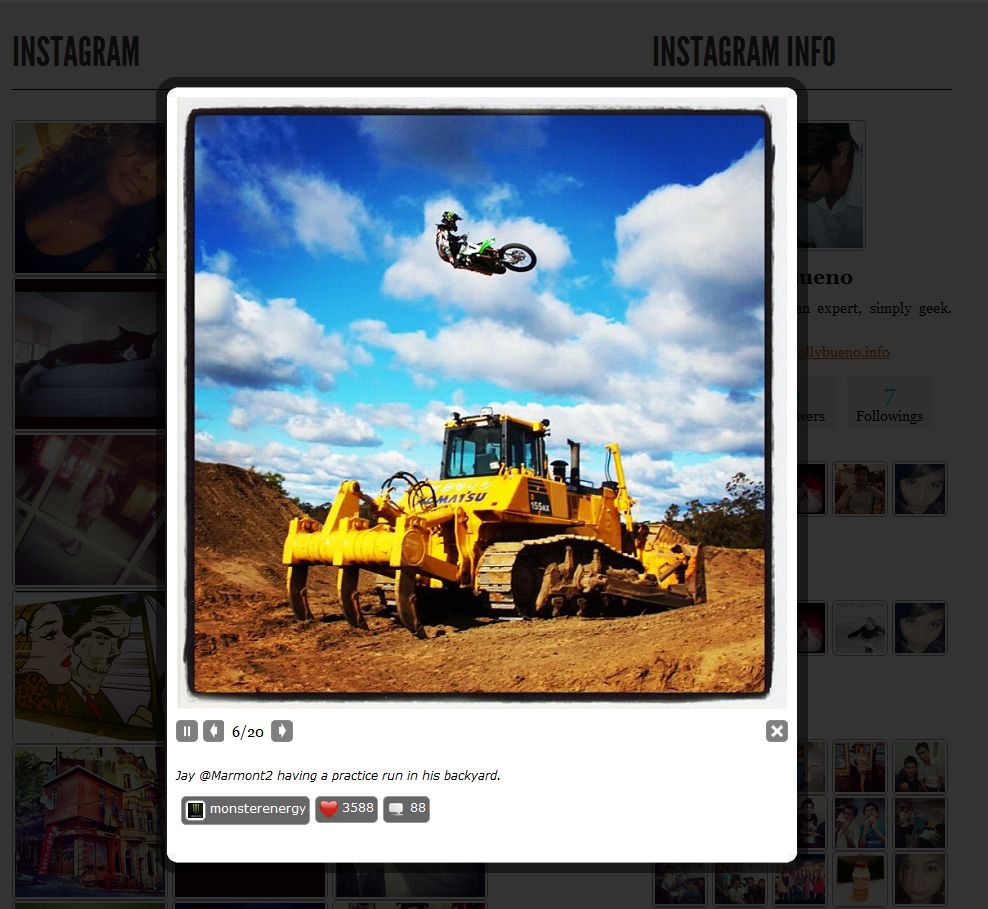 INSTAGRAM
INSTAGRAM INFO
KOMATSU
155AX
ueno
an expert, simply geek.
ollybueno.info
wers
7
Followings
6/20
Jay @Marmont2 having a practice run in his backyard.
monsterenergy
3588
88